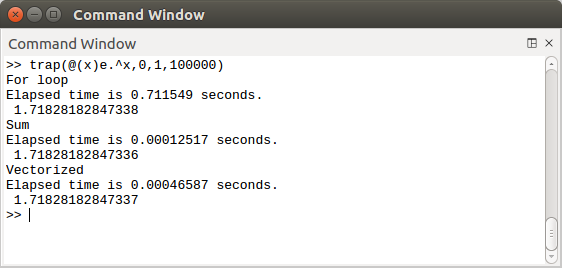 Command Window
Command Window
>> trap(@(x)e.^x,0,1,100000)
For loop
Elapsed time is 0.711549 seconds.
1.71828182847338
Sum
Elapsed time is 0.00012517 seconds.
1.71828182847336
Vectorized
Elapsed time is 0.00046587 seconds.
1.71828182847337
>>